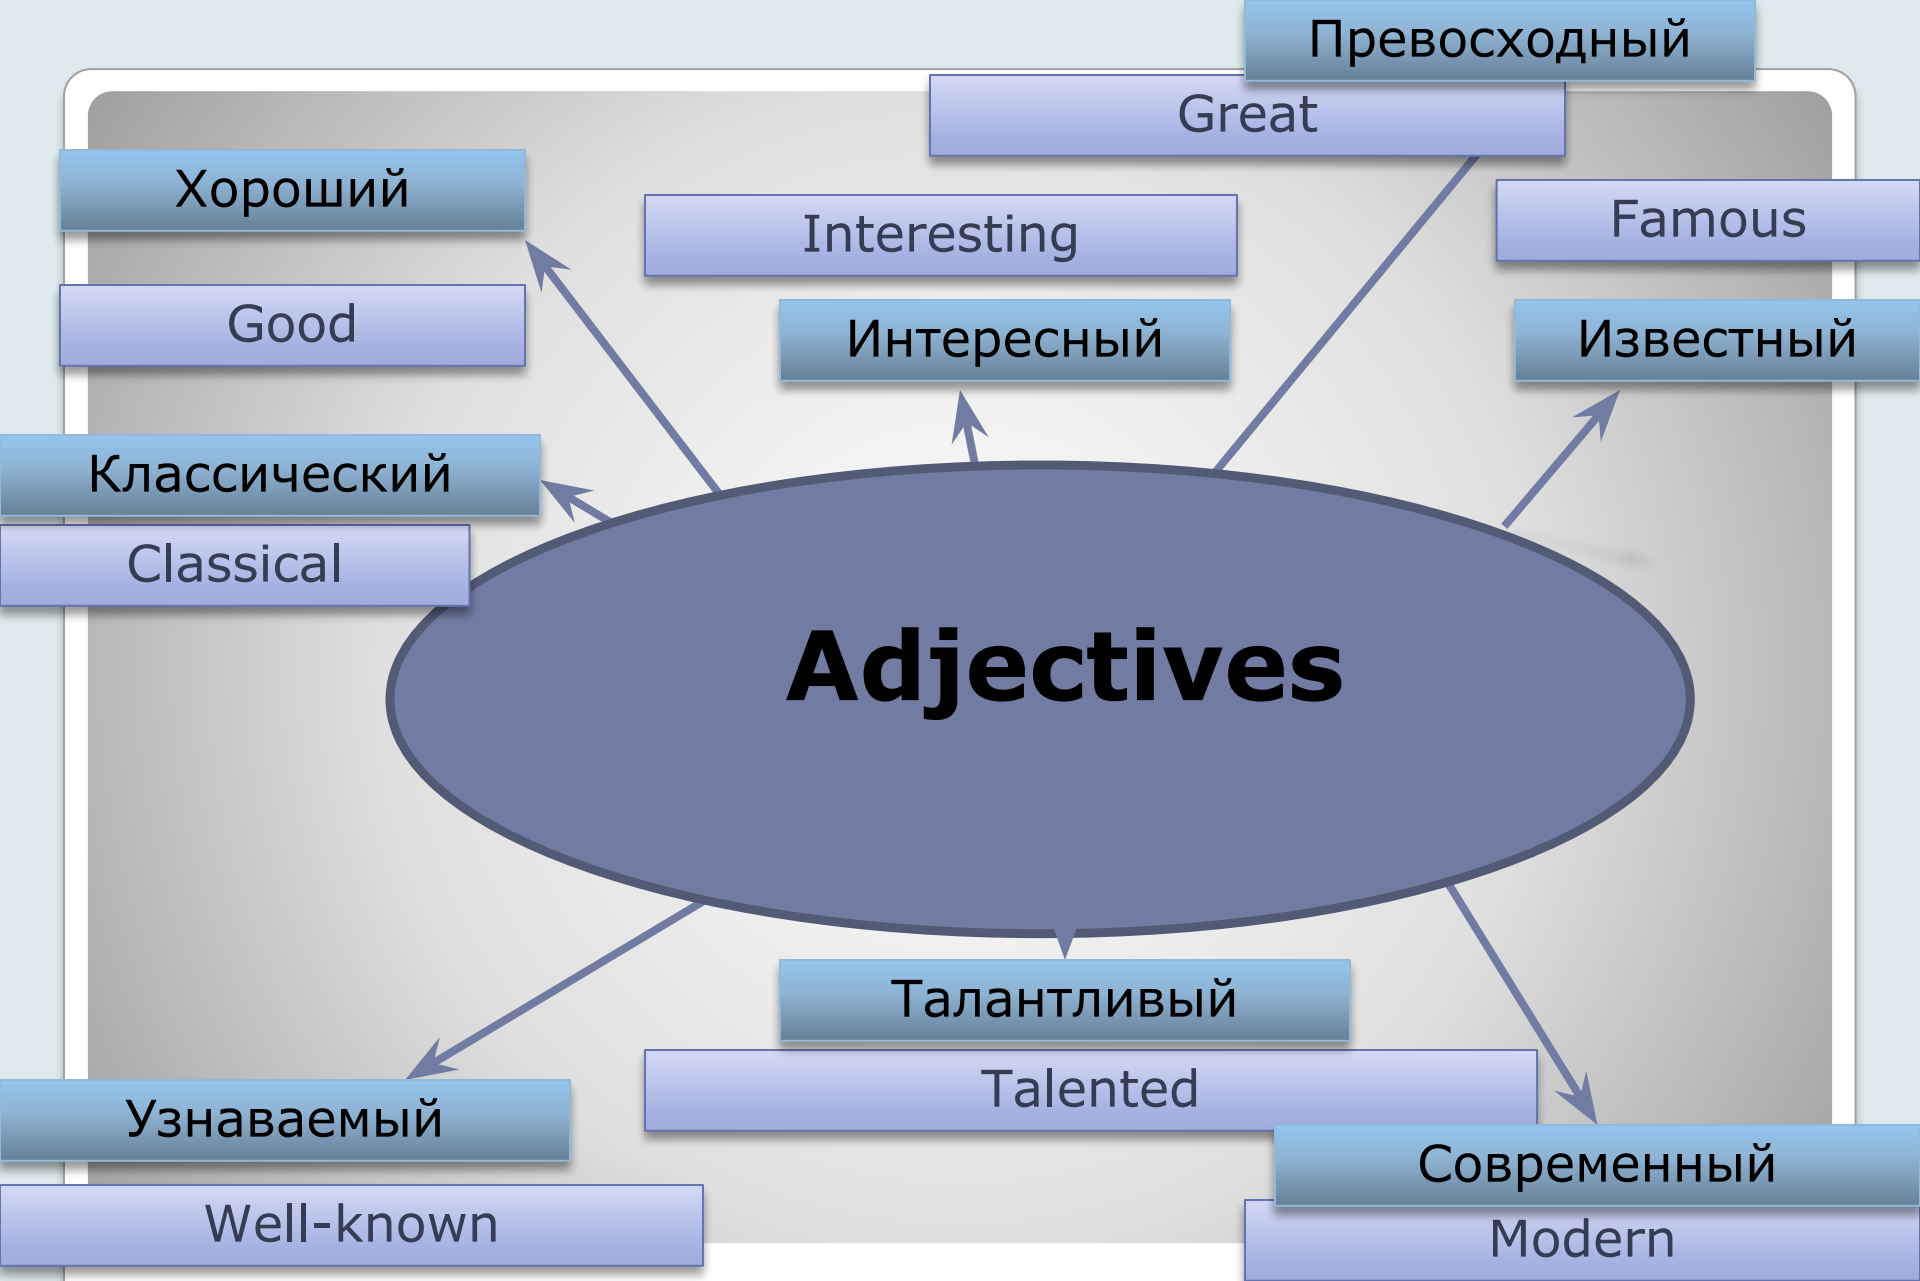 Превосходный
Great
Хороший
Interesting
Famous
Good
Интересный
Известный
Классический
Classical
Adjectives
Талантливый
Talented
Узнаваемый
Современный
Well-known
Modern